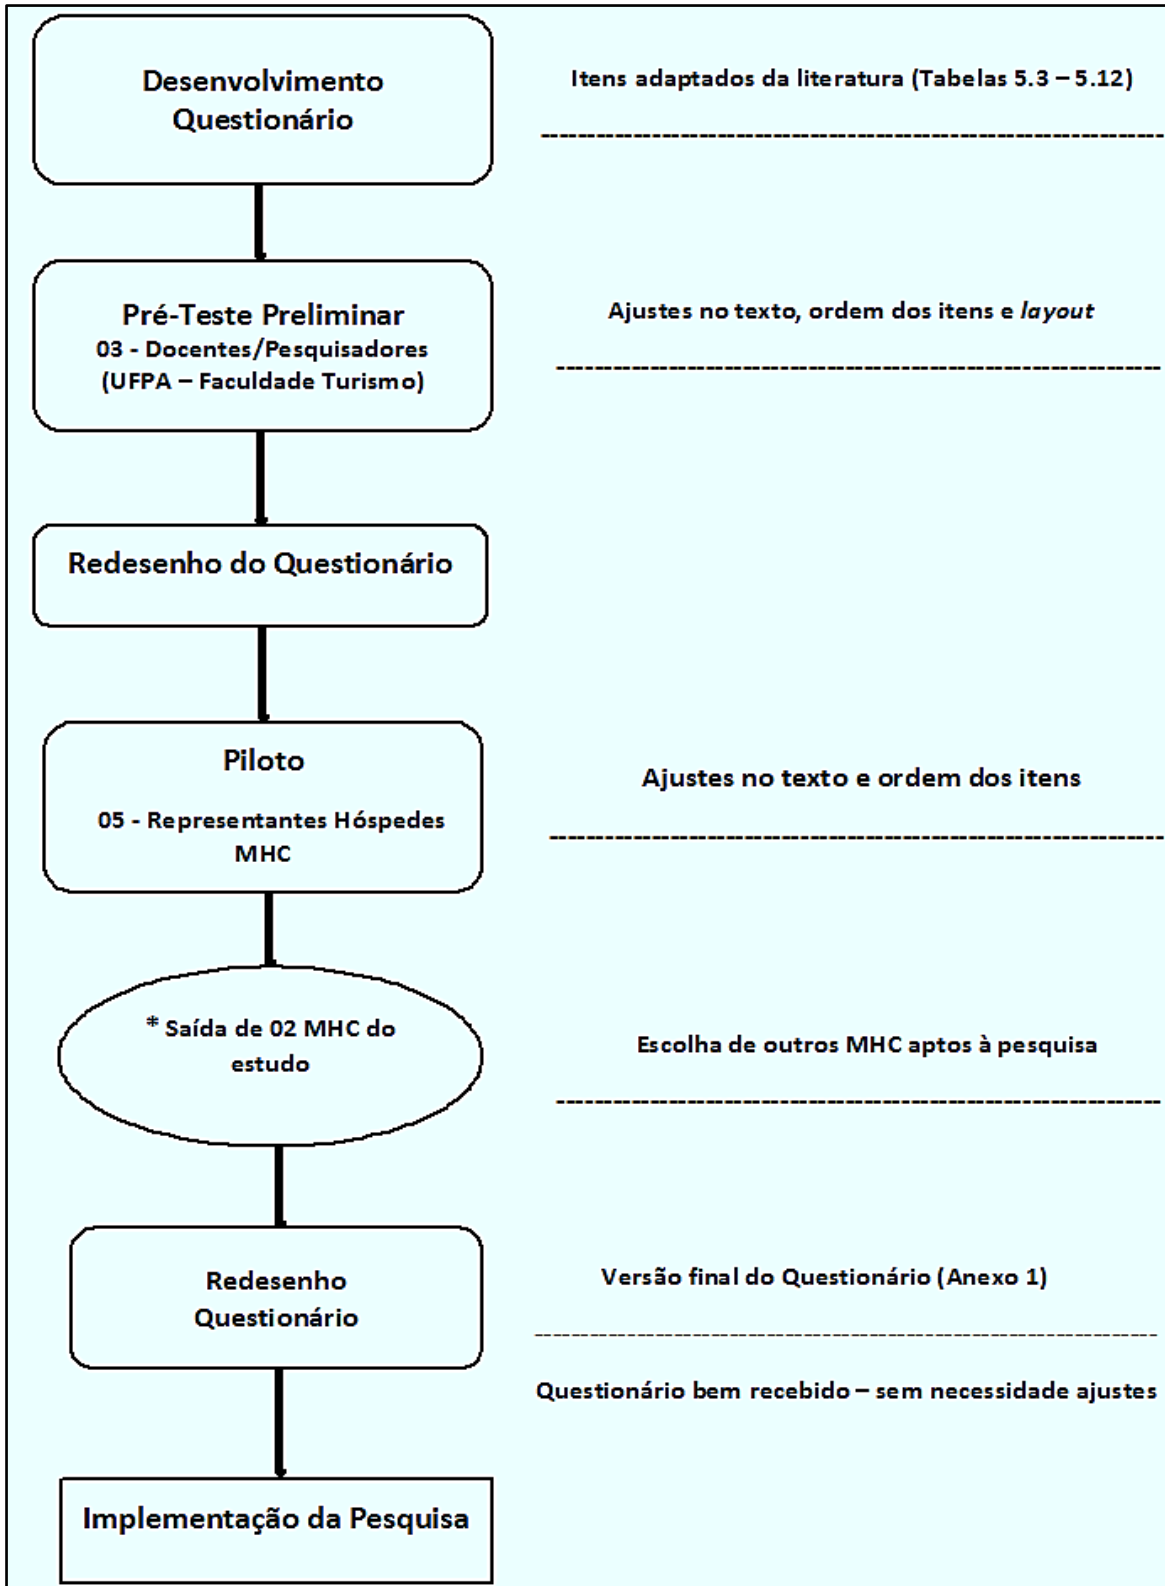 Desenvolvimento
Questionário
Itens adaptados da literatura (Tabelas 5.3 – 5.12)
Pré-Teste Preliminar
03 - Docentes/Pesquisadores
(UFPA – Faculdade Turismo)
Ajustes no texto, ordem dos itens e layout
Redesenho do Questionário
Piloto
05 - Representantes Hóspedes
MHC
Ajustes no texto e ordem dos itens
* Saída de 02 MHC do
estudo
Escolha de outros MHC aptos à pesquisa
Redesenho
Questionário
Versão final do Questionário (Anexo 1)
Questionário bem recebido – sem necessidade ajustes
Implementação da Pesquisa